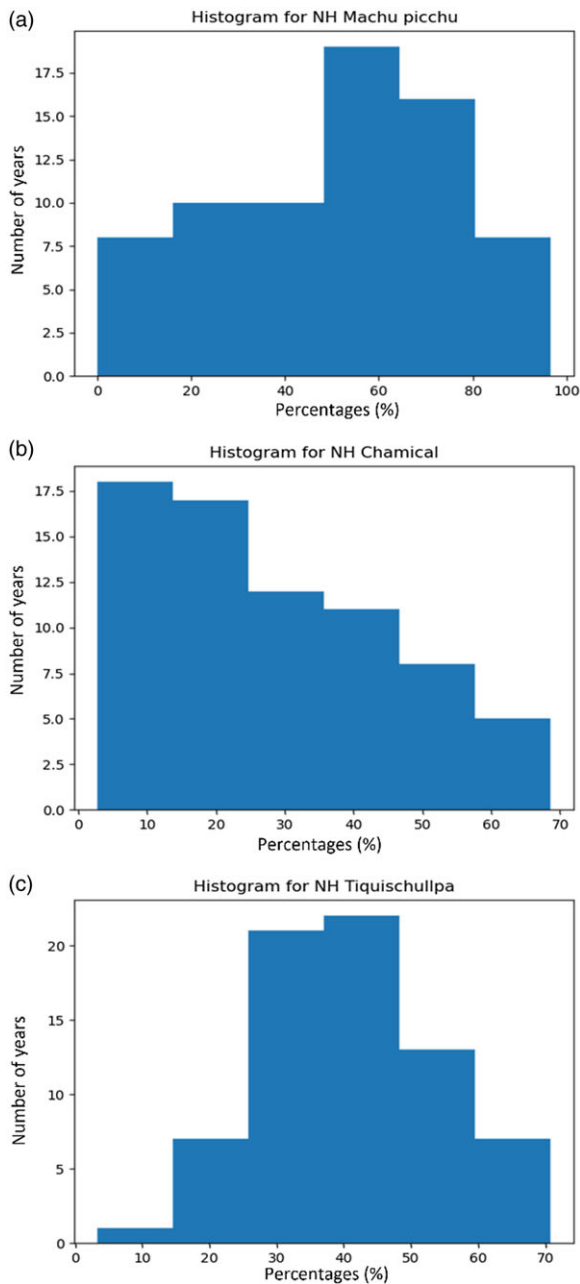 (a)
Histogram for NH Machu picchu
17.5
15.0
12.5
10.0
7.5
5.0
2.5
0.0
Number of years
0 20 40 60 80 100
Percentages (%)
(b)
Histogram for NH Chamical
17.5
15.0
12.5
10.0
7.5
5.0
2.5
0.0
Number of years
0 10 20 30 40 50 60 70
Percentages (%)
(c)
Histogram for NH Tiquischullpa
20
15
10
5
0
Number of years
0 10 20 30 40 50 60 70
Percentages (%)